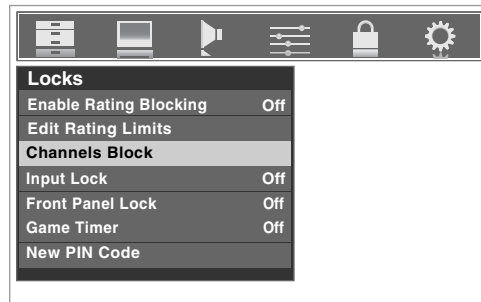 Locks
Enable Rating Blocking Off
Edit Rating Limits
Channels Block
Input Lock Off
Front Panel Lock Off
Game Timer Off
New PIN Code